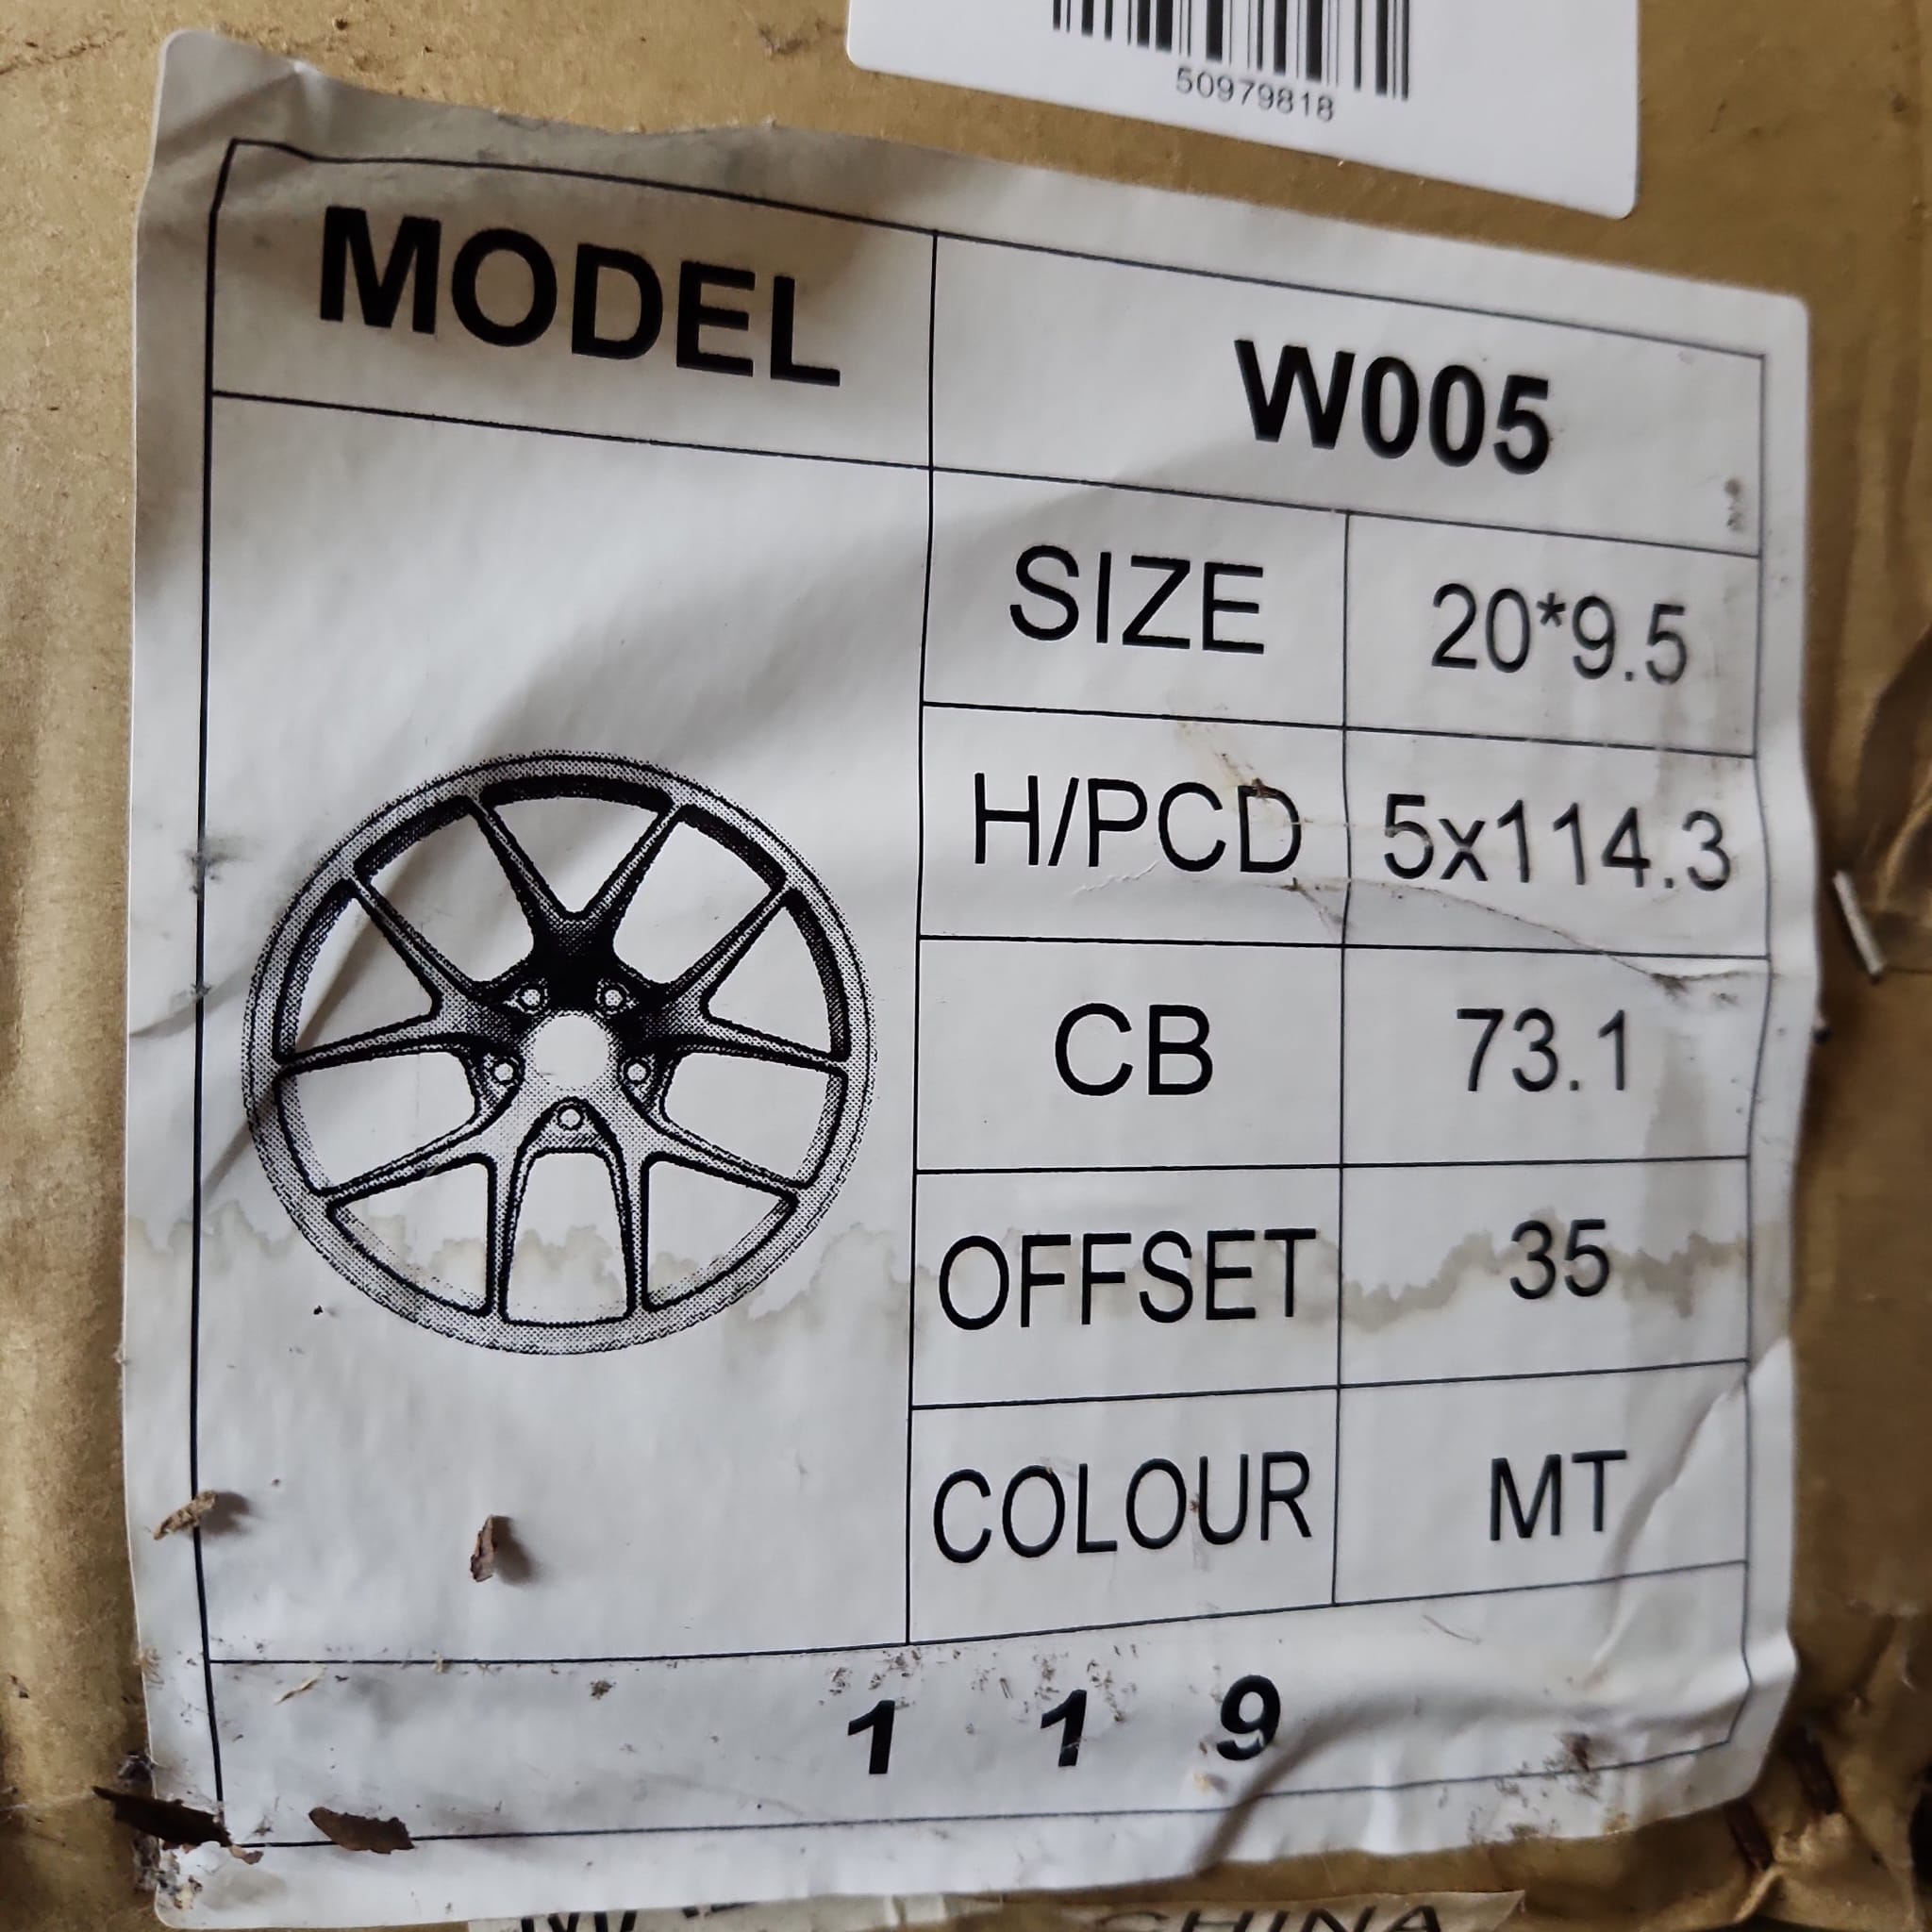 50979818
MODEL W005
SIZE 20*9.5
H/PCD 5x114.3
CB 73.1
OFFSET 35
COLOUR MT
1 1 9
CHINA